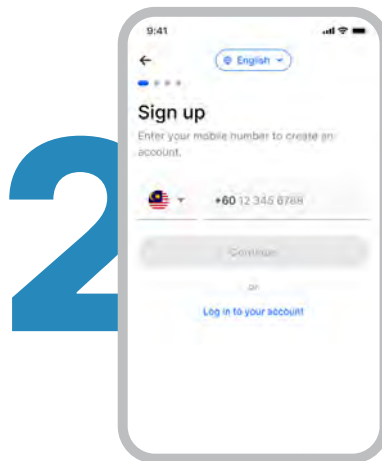 2
9:41
English
Sign up
Enter your mobile number to create an
account.
+60 12 345 6789
Continue
or
Log in to your account